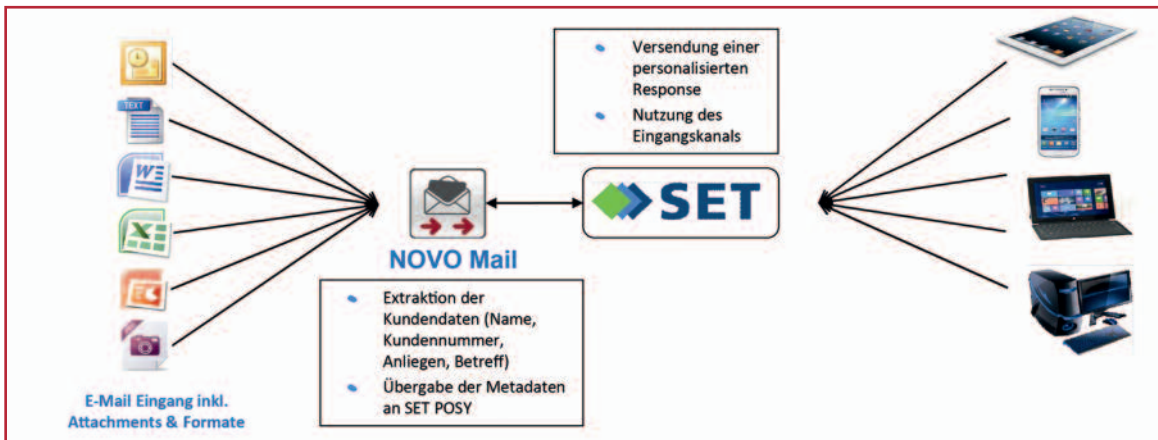 TEXT
E-Mail Eingang inkl.
Attachments & Formate
NOVO Mail
Extraktion der
Kundendaten (Name,
Kundennummer,
Anliegen, Betreff)
Übergabe der Metadaten
an SET POSY
Versendung einer
personalisierten
Response
Nutzung des
Eingangskanals
SET